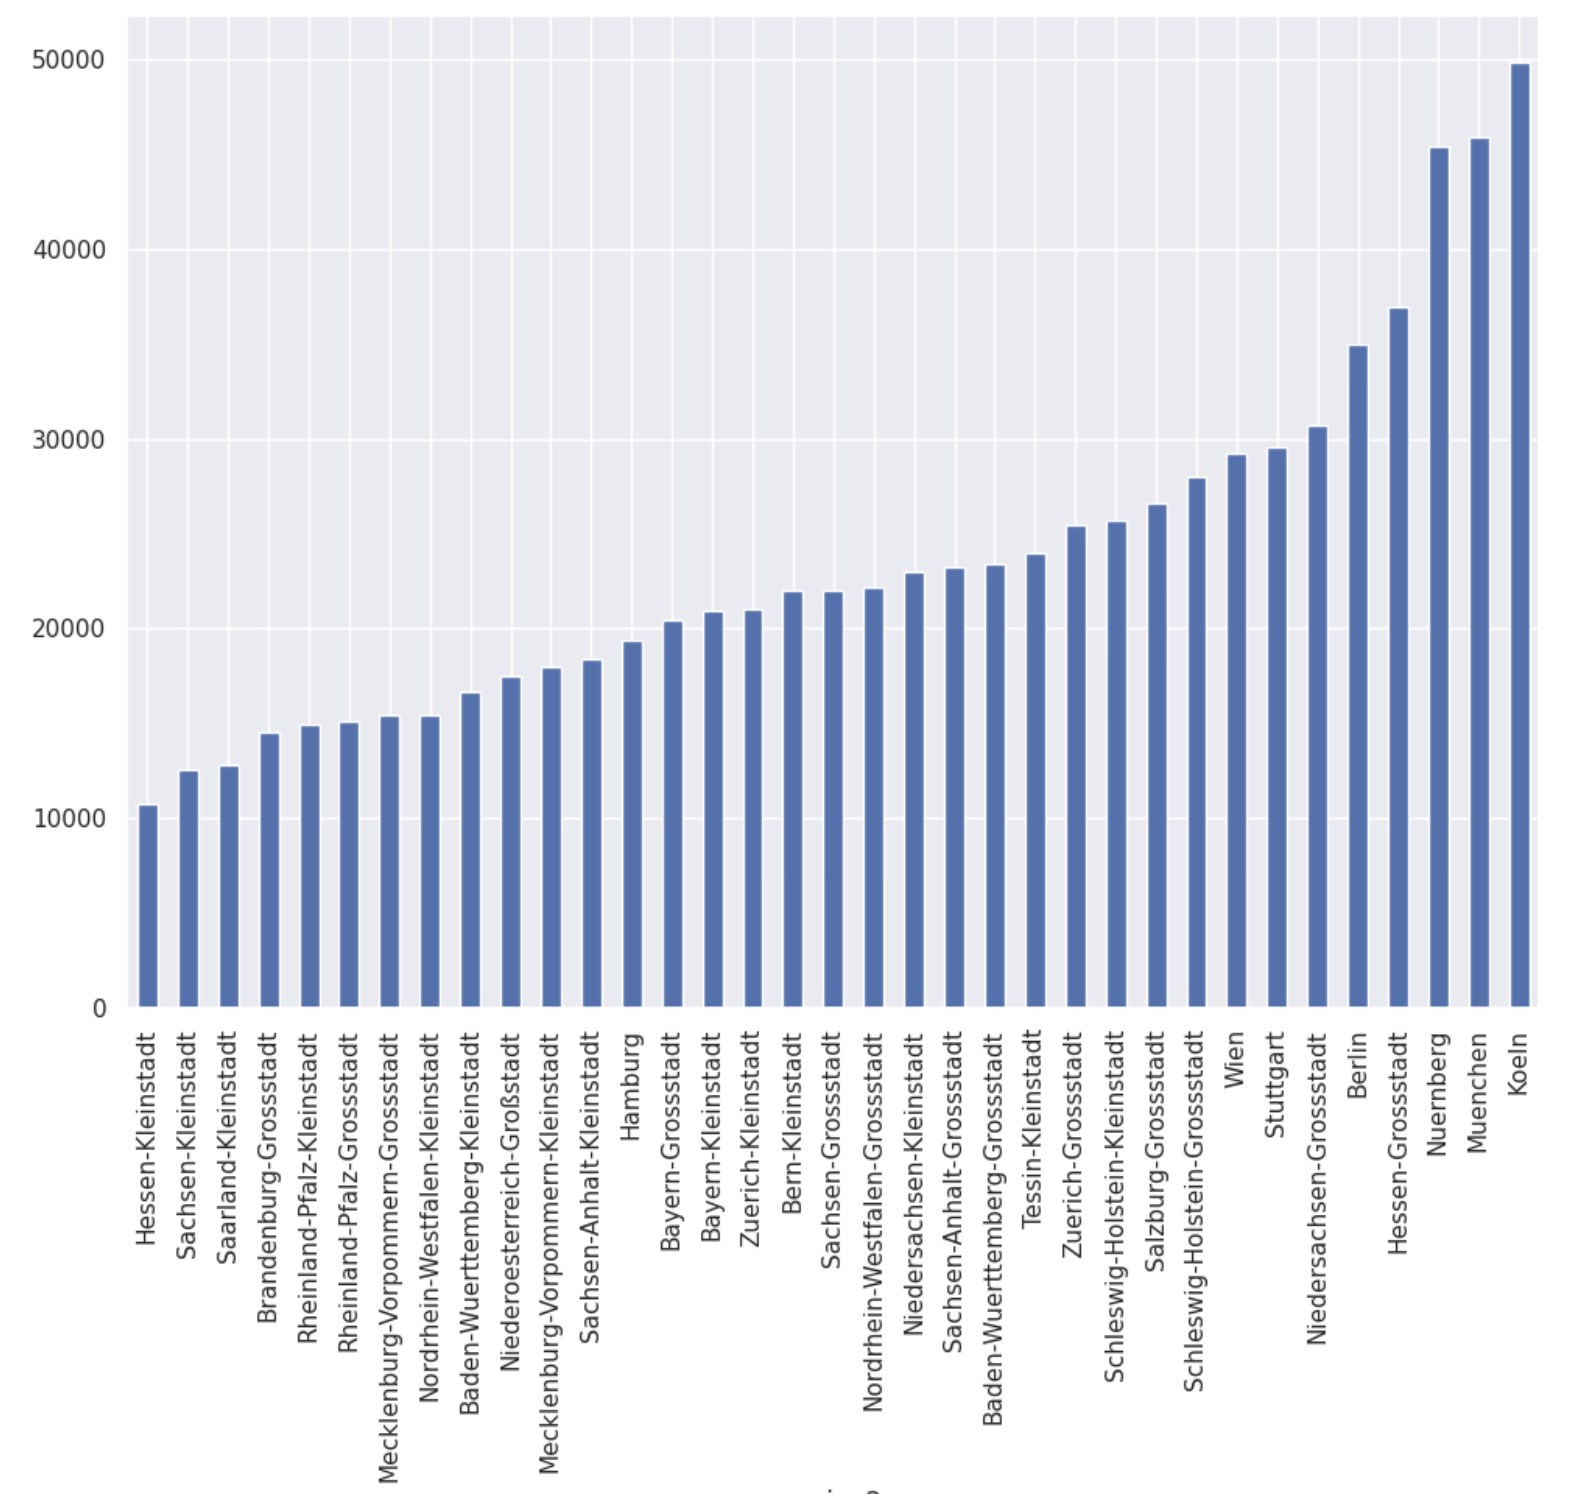 50000
40000
30000
20000
10000
0
Hessen-Kleinstadt
Sachsen-Kleinstadt
Saarland-Kleinstadt
Brandenburg-Grossstadt
Rheinland-Pfalz-Kleinstadt
Rheinland-Pfalz-Grossstadt
Mecklenburg-Vorpommern-Grossstadt
Nordrhein-Westfalen-Kleinstadt
Baden-Wuerttemberg-Kleinstadt
Niederoesterreich-Großstadt
Mecklenburg-Vorpommern-Kleinstadt
Sachsen-Anhalt-Kleinstadt
Hamburg
Bayern-Grossstadt
Bayern-Kleinstadt
Zuerich-Kleinstadt
Bern-Kleinstadt
Sachsen-Grossstadt
Nordrhein-Westfalen-Grossstadt
Niedersachsen-Kleinstadt
Sachsen-Anhalt-Grossstadt
Baden-Wuerttemberg-Grossstadt
Tessin-Kleinstadt
Zuerich-Grossstadt
Schleswig-Holstein-Kleinstadt
Salzburg-Grossstadt
Schleswig-Holstein-Grossstadt
Wien
Stuttgart
Niedersachsen-Grossstadt
Berlin
Hessen-Grossstadt
Nuernberg
Muenchen
Koeln